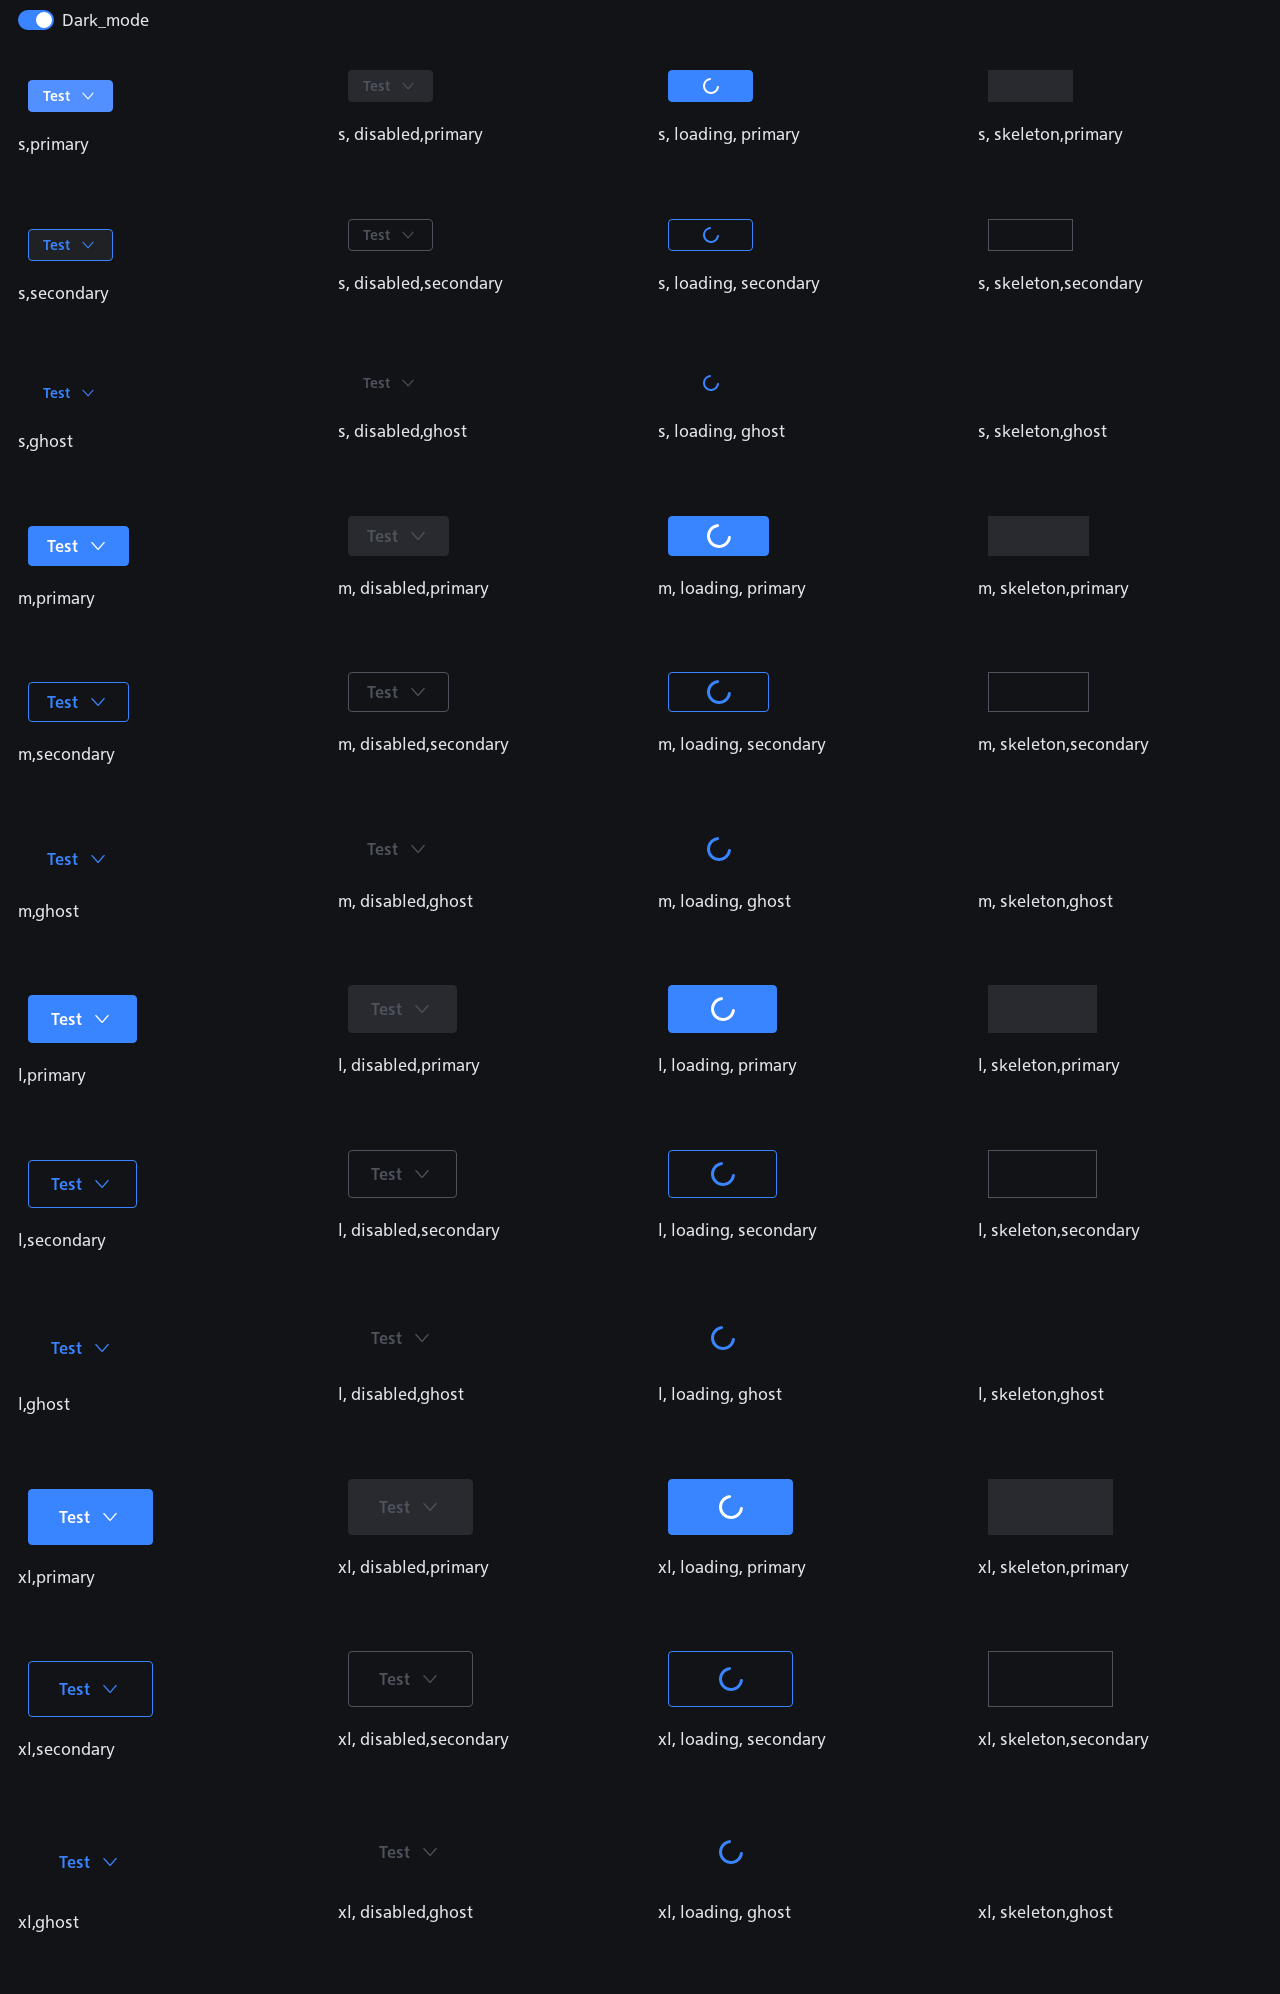 Dark_mode
Test
Test
s,primary
s, disabled,primary
s, loading, primary
s, skeleton,primary
Test
Test
s,secondary
s, disabled,secondary
s, loading, secondary
s, skeleton,secondary
Test
Test
s,ghost
s, disabled,ghost
s, loading, ghost
s, skeleton,ghost
Test
Test
m,primary
m, disabled,primary
m, loading, primary
m, skeleton,primary
Test
Test
m,secondary
m, disabled,secondary
m, loading, secondary
m, skeleton,secondary
Test
Test
m,ghost
m, disabled,ghost
m, loading, ghost
m, skeleton,ghost
Test
Test
l,primary
l, disabled,primary
l, loading, primary
l, skeleton,primary
Test
Test
l,secondary
l, disabled,secondary
l, loading, secondary
l, skeleton,secondary
Test
Test
l,ghost
l, disabled,ghost
l, loading, ghost
l, skeleton,ghost
Test
Test
xl,primary
xl, disabled,primary
xl, loading, primary
xl, skeleton,primary
Test
Test
xl,secondary
xl, disabled,secondary
xl, loading, secondary
xl, skeleton,secondary
Test
Test
xl,ghost
xl, disabled,ghost
xl, loading, ghost
xl, skeleton,ghost